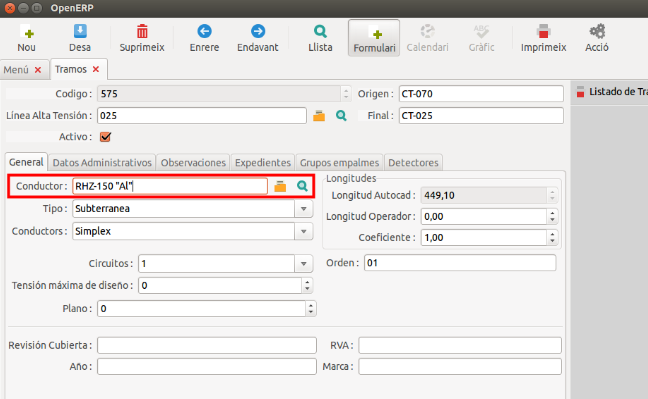 OpenERP
Nou Desa Suprimeix Enrere Endavant Llista Formulari Calendari Gràfic Imprimeix Acció
Menú Tramos
Codigo : 575 Origen : CT-070
Línea Alta Tensión : 025 Final : CT-025
Activo :
Listado de Tra
General Datos Administrativos Observaciones Expedientes Grupos empalmes Detectores
Conductor : RHZ-150 "Al"
Longitudes
Longitud Autocad : 449,10
Tipo : Subterranea
Longitud Operador : 0,00
Conductors : Simplex
Coeficiente : 1,00
Circuitos : 1 Orden : 01
Tensión máxima de diseño : 0
Plano : 0
Revisión Cubierta : RVA :
Año : Marca :